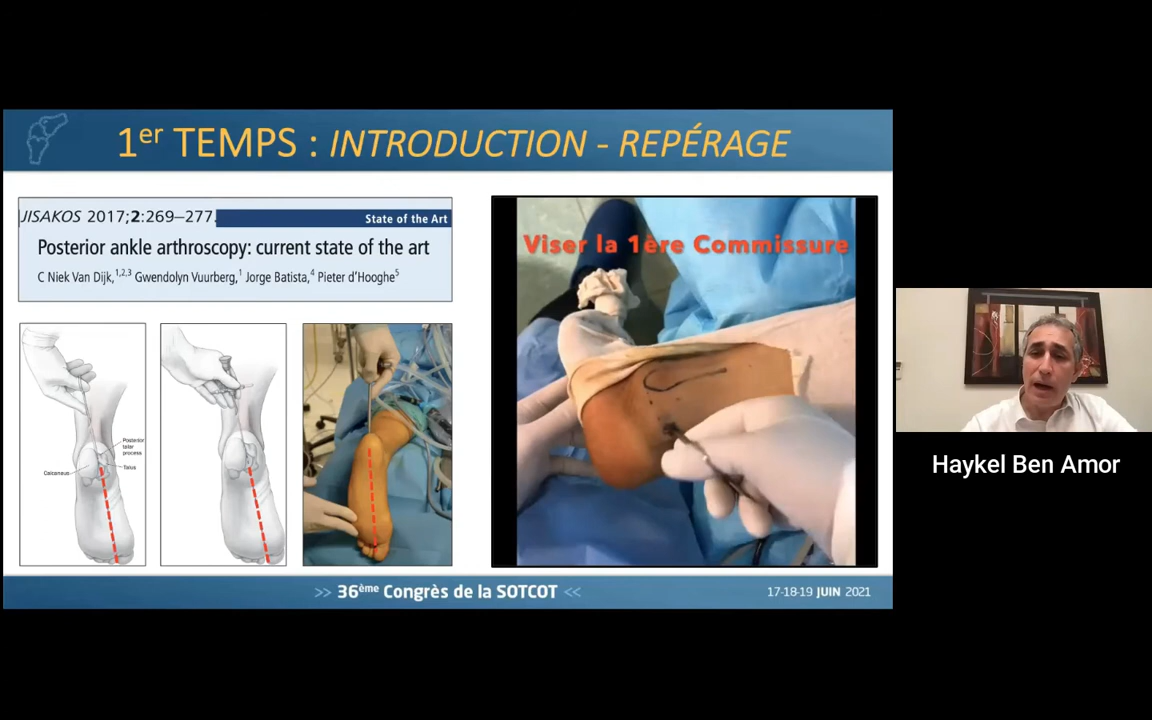 1er TEMPS : INTRODUCTION - REPÉRAGE
JISAKOS 2017;2:269–277.
State of the Art
Posterior ankle arthroscopy: current state of the art
C Niek Van Dijk,1,2,3 Gwendolyn Vuurberg,1 Jorge Batista,4 Pieter d'Hooghe5
Posterior
talar
process
Calcaneus
Talus
Viser la 1ère Commissure
Haykel Ben Amor
>> 36ème Congrès de la SOTCOT <<
17-18-19 JUIN 2021